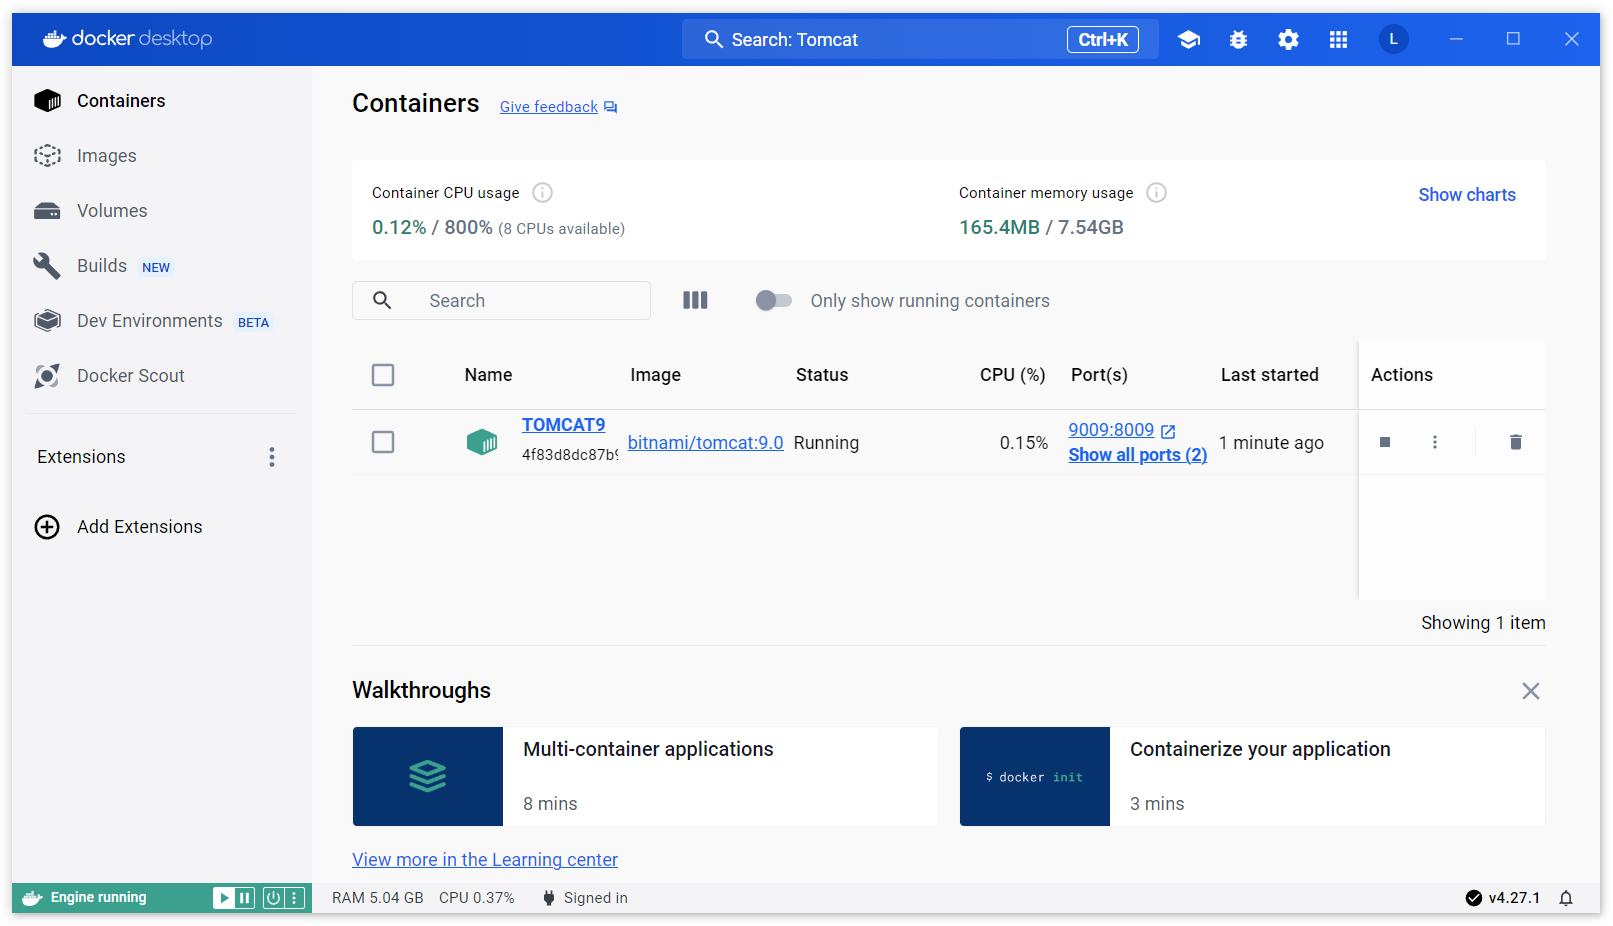 docker desktop
Search: Tomcat
Ctrl+K
L
Containers
Images
Volumes
Builds NEW
Dev Environments BETA
Docker Scout
Extensions
Add Extensions
Containers Give feedback
Container CPU usage
0.12% / 800% (8 CPUs available)
Container memory usage
165.4MB / 7.54GB
Show charts
Search
Only show running containers
Name Image Status CPU (%) Port(s) Last started Actions
TOMCAT9
4f83d8dc87b9
bitnami/tomcat:9.0
Running
0.15%
9009:8009
Show all ports (2)
1 minute ago
Showing 1 item
Walkthroughs
Multi-container applications
8 mins
$ docker init
Containerize your application
3 mins
View more in the Learning center
Engine running
RAM 5.04 GB CPU 0.37% Signed in
v4.27.1